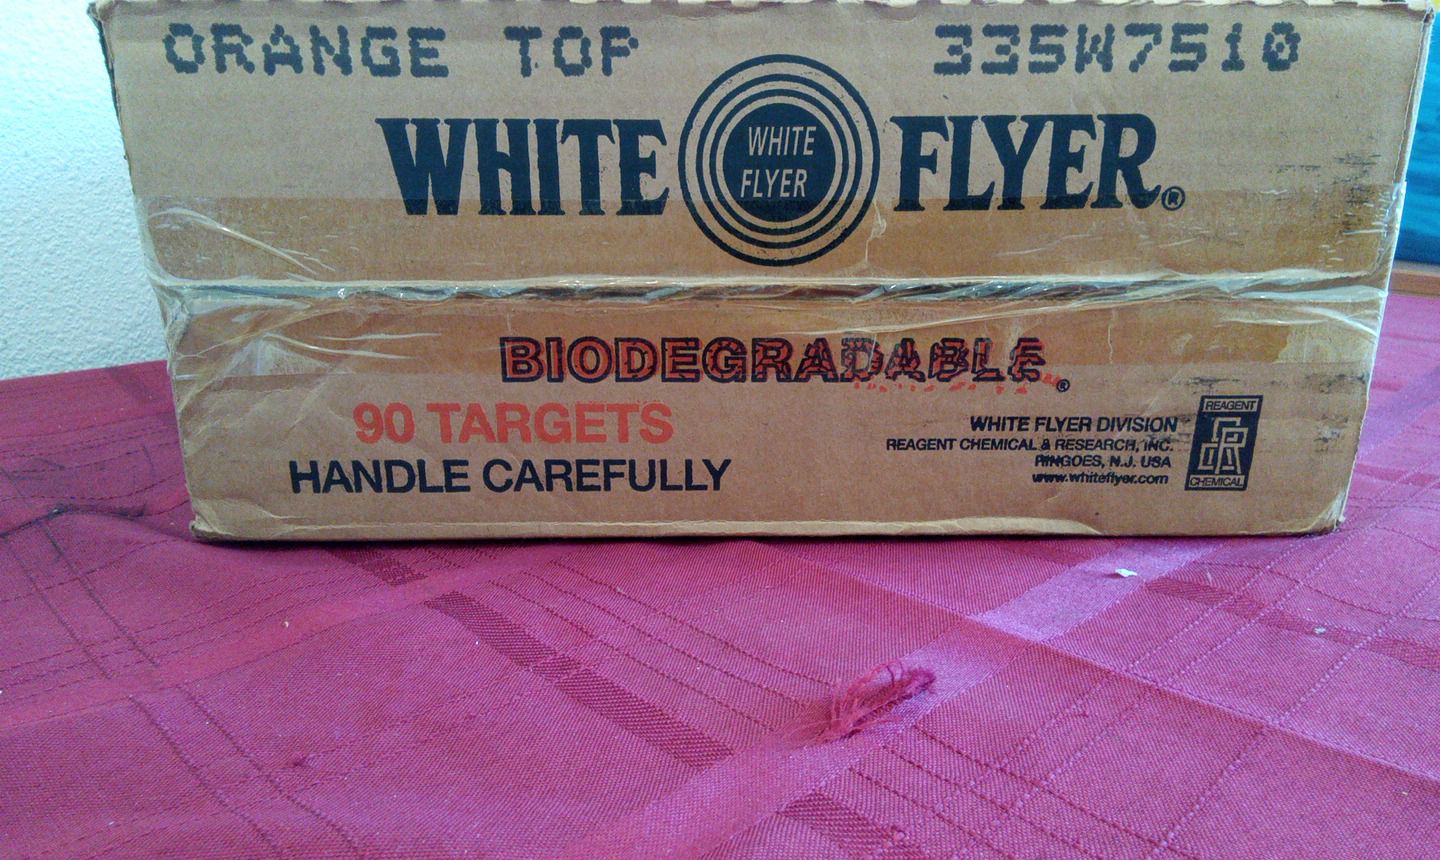 ORANGE TOP 335W7510
WHITE WHITE FLYER FLYER®
BIODEGRADABLE®
90 TARGETS
HANDLE CAREFULLY
WHITE FLYER DIVISION
REAGENT CHEMICAL & RESEARCH, INC.
RINGOES, N.J. USA
www.whiteflyer.com
REAGENT
RC
CHEMICAL